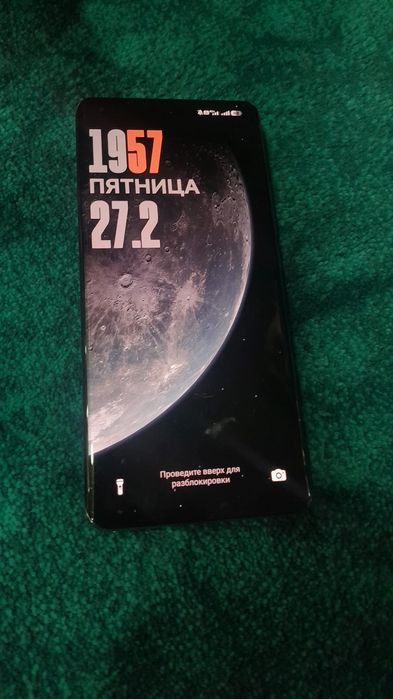 1957
ПЯТНИЦА
27.2
Проведите вверх для
разблокировки